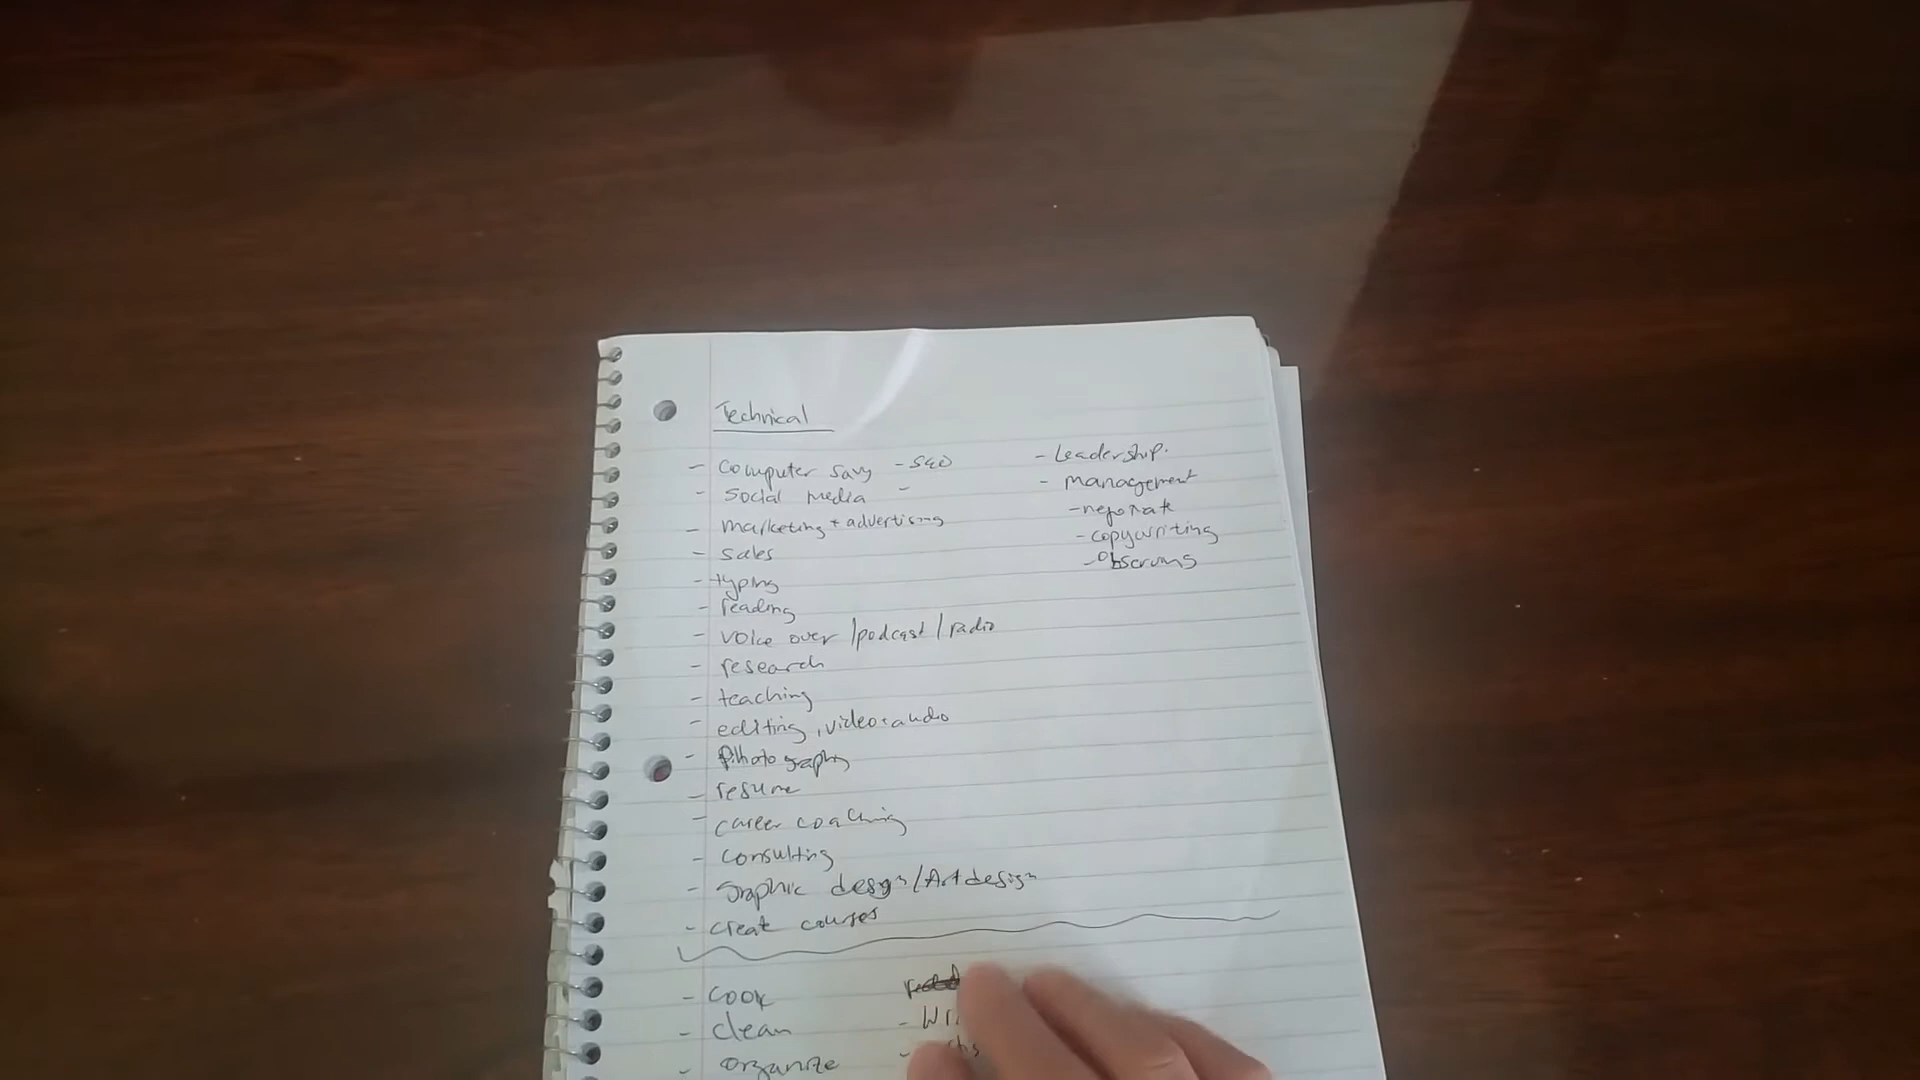 Technical
- computer savy - SEO
- social media -
- marketing + advertising
- sales
- typing
- reading
- voice over / podcast / radio
- research
- teaching
- editing, video + audio
- Photography
- resume
- career coaching
- consulting
- graphic design / Art design
- creat courses
- Leadership.
- management
- negotiate
- copywriting
- cook
- clean
- organize